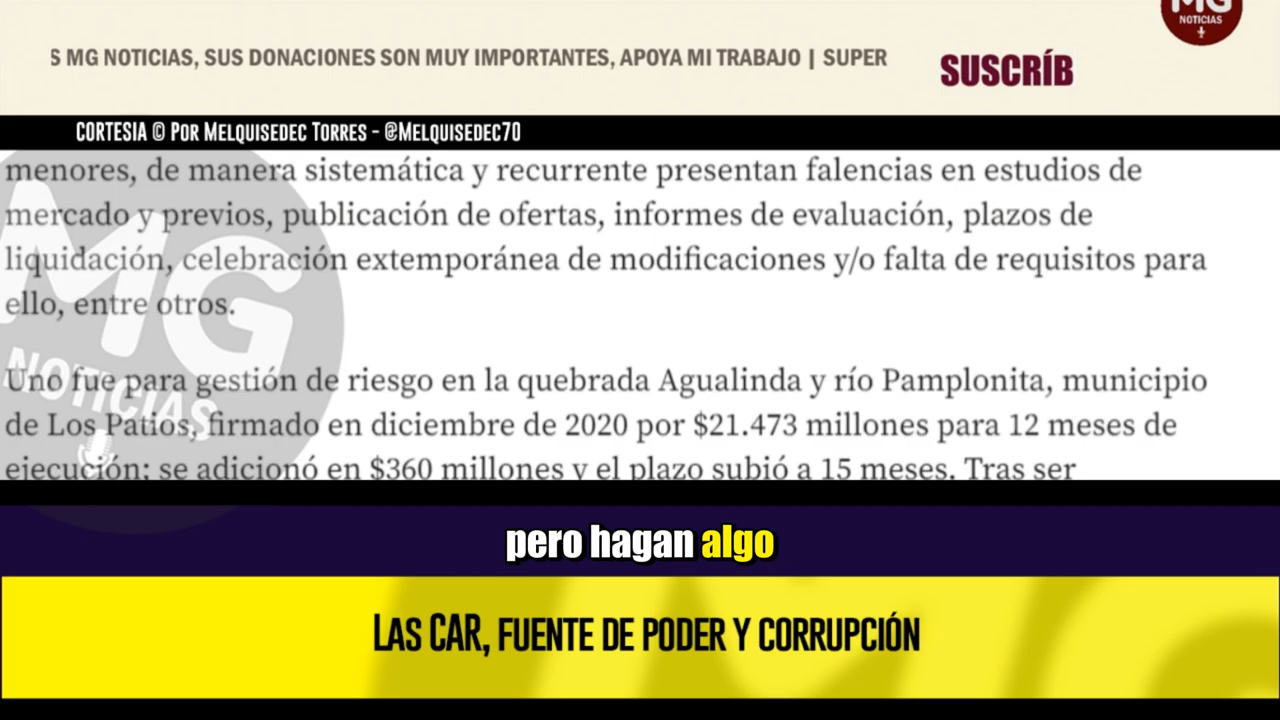 S MG NOTICIAS, SUS DONACIONES SON MUY IMPORTANTES, APOYA MI TRABAJO | SUPER
SUSCRÍB
MG
NOTICIAS
CORTESIA © POR MELQUISEDEC TORRES - @MELQUISEDEC70
menores, de manera sistemática y recurrente presentan falencias en estudios de
mercado y previos, publicación de ofertas, informes de evaluación, plazos de
liquidación, celebración extemporánea de modificaciones y/o falta de requisitos para
ello, entre otros.
Uno fue para gestión de riesgo en la quebrada Agualinda y río Pamplonita, municipio
de Los Patios, firmado en diciembre de 2020 por $21.473 millones para 12 meses de
ejecución; se adicionó en $360 millones y el plazo subió a 15 meses. Tras ser
MG
NOTICIAS
pero hagan algo
LAS CAR, FUENTE DE PODER Y CORRUPCIÓN